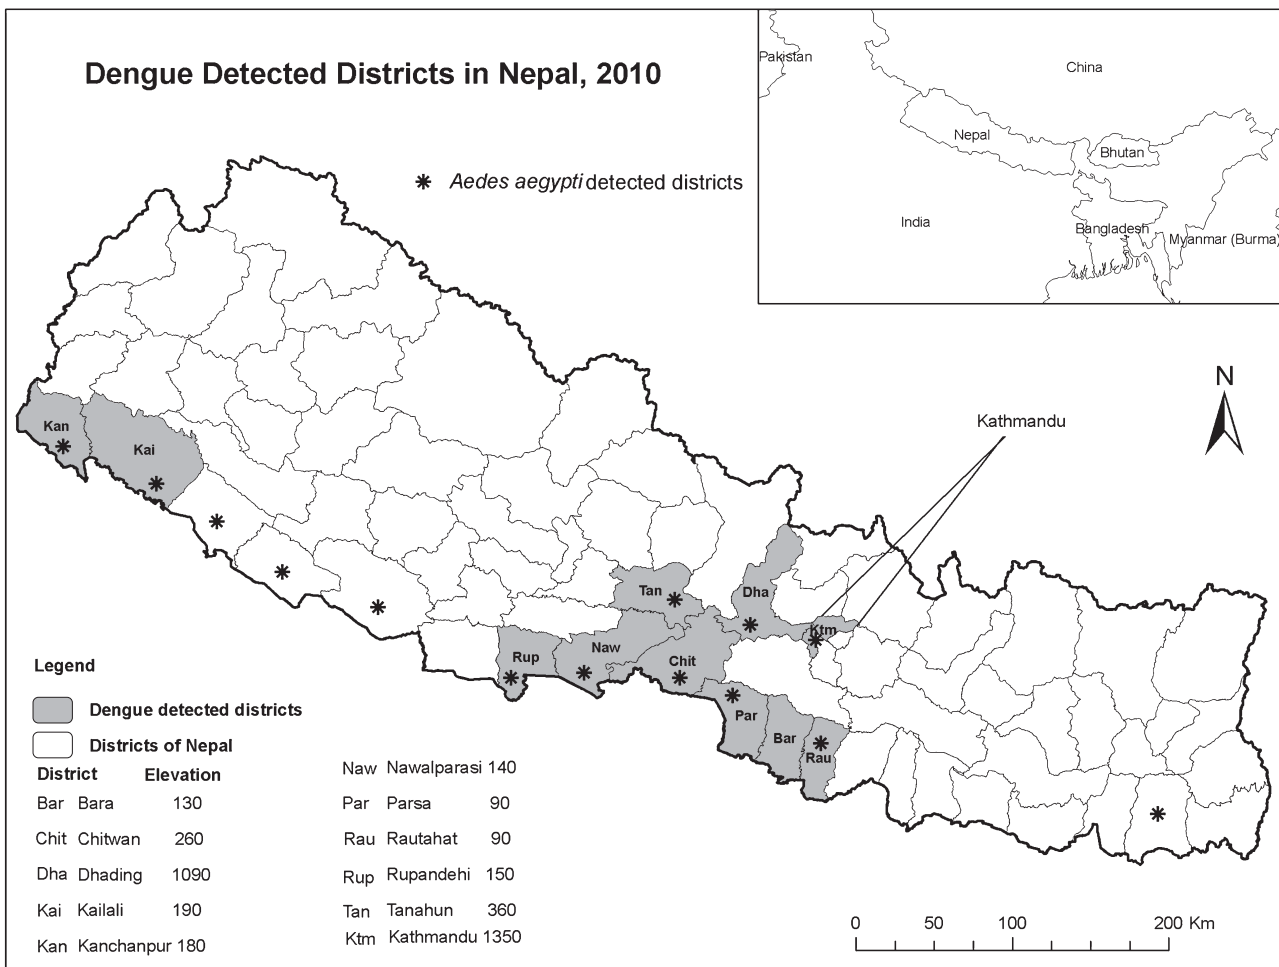 Dengue Detected Districts in Nepal, 2010
Aedes aegypti detected districts
Pakistan
China
Nepal
Bhutan
India
Bangladesh
Myanmar (Burma)
N
Kathmandu
Kan
Kai
Tan
Dha
Ktm
Rup
Naw
Chit
Par
Bar
Rau
Legend
Dengue detected districts
Districts of Nepal
District Elevation
Bar Bara 130
Chit Chitwan 260
Dha Dhading 1090
Kai Kailali 190
Kan Kanchanpur 180
Naw Nawalparasi 140
Par Parsa 90
Rau Rautahat 90
Rup Rupandehi 150
Tan Tanahun 360
Ktm Kathmandu 1350
0 50 100 200 Km